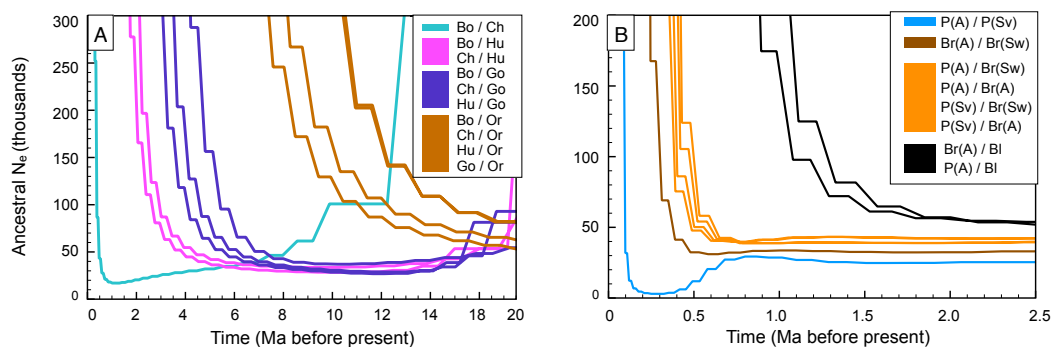 A
Ancestral Nₑ (thousands)
300
250
200
150
100
50
0
0 2 4 6 8 10 12 14 16 18 20
Time (Ma before present)
Bo / Ch
Bo / Hu
Ch / Hu
Bo / Go
Ch / Go
Hu / Go
Bo / Or
Ch / Or
Hu / Or
Go / Or
B
200
150
100
50
0
0 0.5 1.0 1.5 2.0 2.5
Time (Ma before present)
P(A) / P(Sv)
Br(A) / Br(Sw)
P(A) / Br(Sw)
P(A) / Br(A)
P(Sv) / Br(Sw)
P(Sv) / Br(A)
Br(A) / Bl
P(A) / Bl